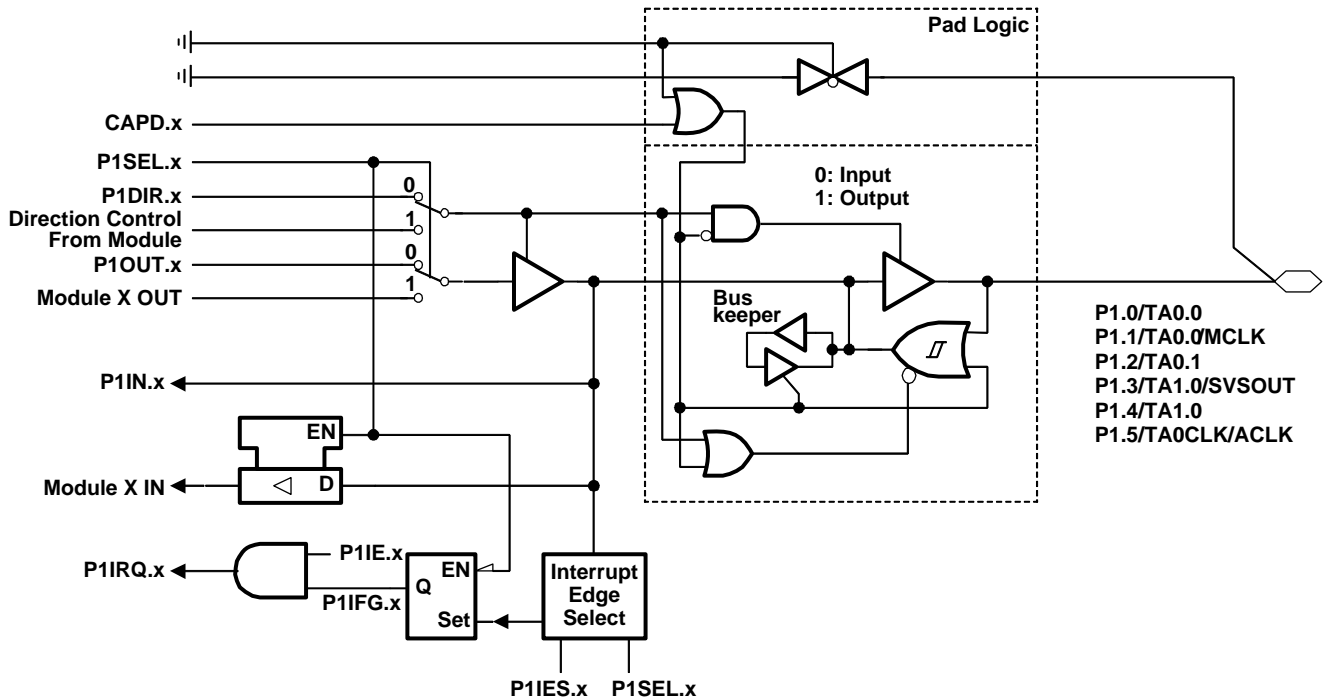 Pad Logic
CAPD.x
P1SEL.x
P1DIR.x
0
Direction Control
From Module
1
P1OUT.x
0
Module X OUT
1
0: Input
1: Output
Bus
keeper
P1.0/TA0.0
P1.1/TA0.0/MCLK
P1.2/TA0.1
P1.3/TA1.0/SVSOUT
P1.4/TA1.0
P1.5/TA0CLK/ACLK
P1IN.x
EN
Module X IN
D
P1IRQ.x
P1IE.x
P1IFG.x
EN
Q
Set
Interrupt
Edge
Select
P1IES.x
P1SEL.x